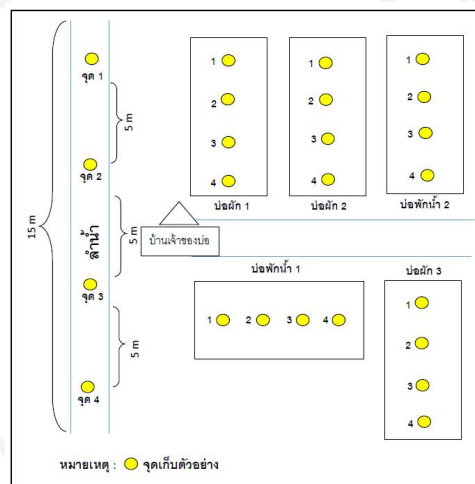 จุด 1
5 m
จุด 2
15 m
ลำน้ำ
5 m
จุด 3
5 m
จุด 4
1
2
3
4
บ่อผัก 1
1
2
3
4
บ่อผัก 2
1
2
3
4
บ่อพักน้ำ 2
บ้านเจ้าของบ่อ
บ่อพักน้ำ 1
1 2 3 4
บ่อผัก 3
1
2
3
4
หมายเหตุ : จุดเก็บตัวอย่าง